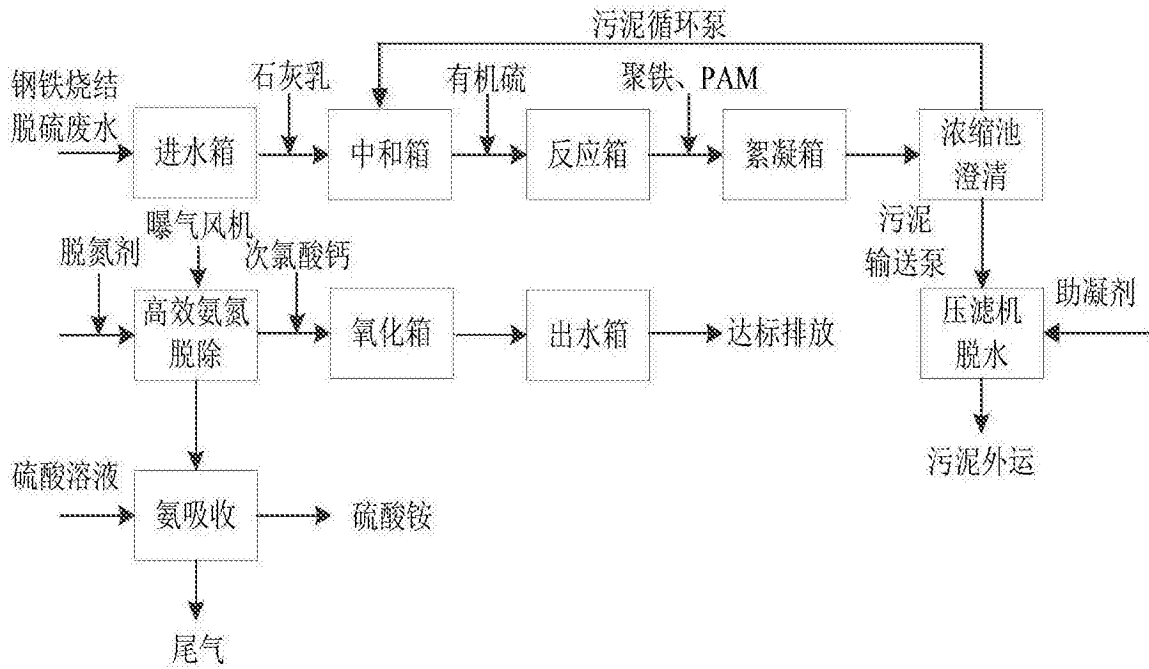 污泥循环泵
钢铁烧结
脱硫废水
石灰乳
有机硫
聚铁、PAM
进水箱
中和箱
反应箱
絮凝箱
浓缩池
澄清
曝气风机
脱氮剂
次氯酸钙
污泥
输送泵
助凝剂
高效氨氮
脱除
氧化箱
出水箱
达标排放
压滤机
脱水
硫酸溶液
氨吸收
硫酸铵
污泥外运
尾气